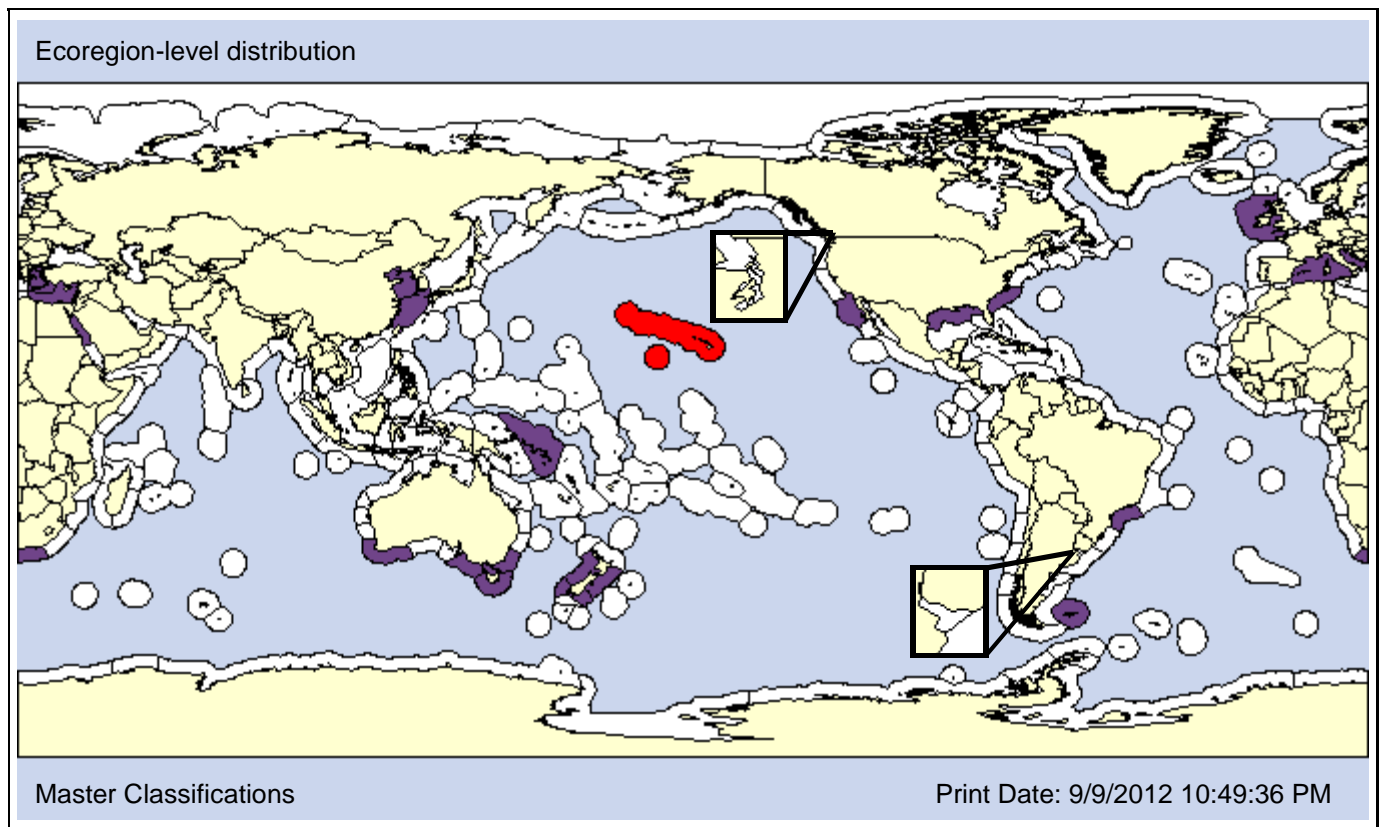 Ecoregion-level distribution
Master Classifications
Print Date: 9/9/2012 10:49:36 PM